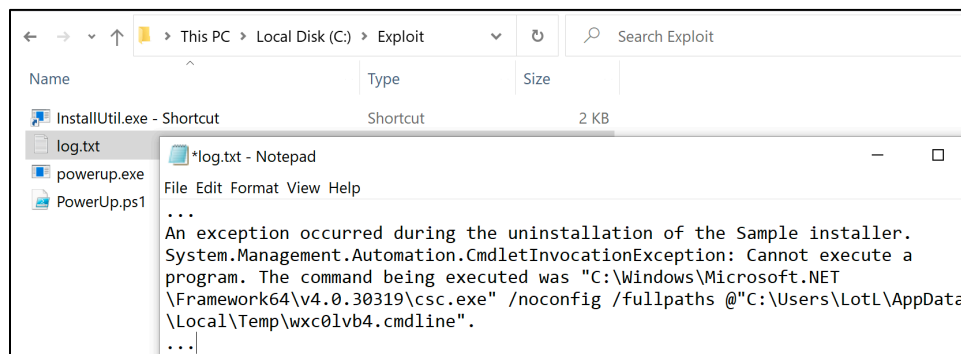 This PC > Local Disk (C:) > Exploit
Search Exploit
Name Type Size
InstallUtil.exe - Shortcut Shortcut 2 KB
log.txt
powerup.exe
PowerUp.ps1
*log.txt - Notepad
File Edit Format View Help
...
An exception occurred during the uninstallation of the Sample installer.
System.Management.Automation.CmdletInvocationException: Cannot execute a
program. The command being executed was "C:\Windows\Microsoft.NET
\Framework64\v4.0.30319\csc.exe" /noconfig /fullpaths @"C:\Users\LotL\AppData
\Local\Temp\wxc0lvb4.cmdline".
...